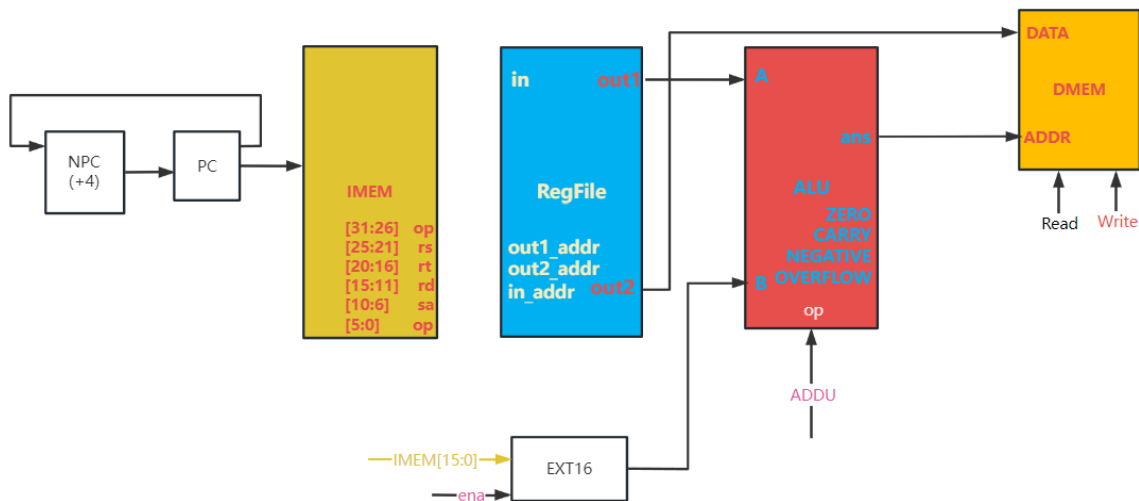 NPC
(+4)
PC
IMEM
[31:26] op
[25:21] rs
[20:16] rt
[15:11] rd
[10:6] sa
[5:0] op
in
out1
RegFile
out1_addr
out2_addr
in_addr
out2
A
ans
ALU
ZERO
CARRY
NEGATIVE
OVERFLOW
B
op
ADDU
DATA
DMEM
ADDR
Read
Write
IMEM[15:0]
ena
EXT16